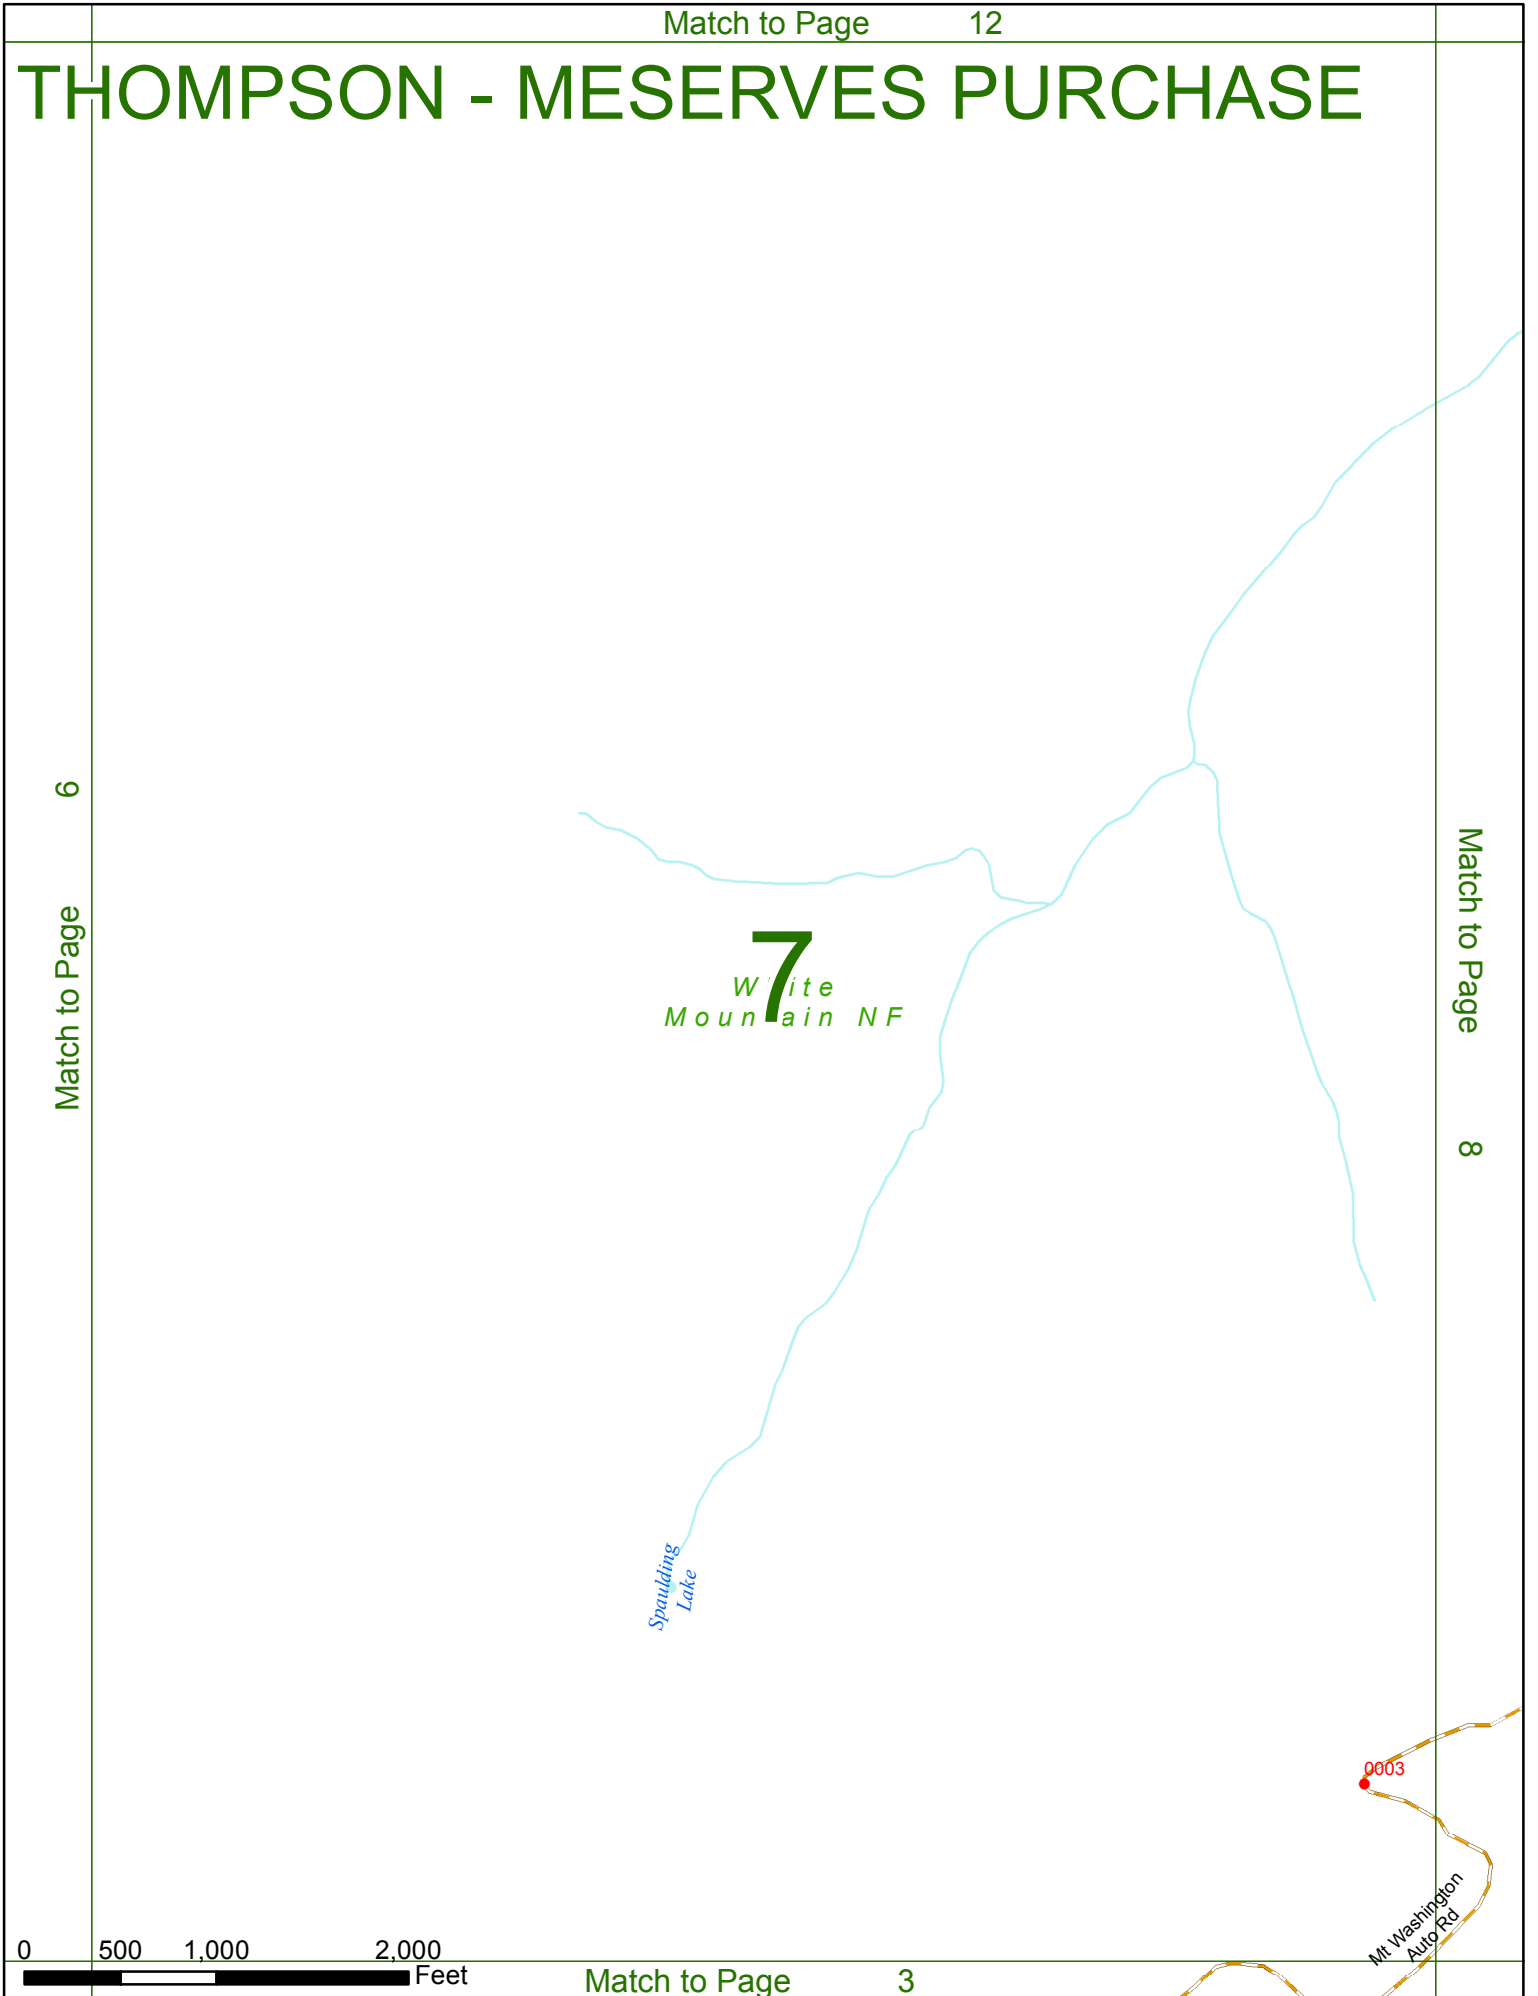 Match to Page 12
THOMPSON - MESERVES PURCHASE
Match to Page 6
Match to Page 8
7
White
Mountain NF
Spaulding
Lake
0003
Mt Washington
Auto Rd
0 500 1,000 2,000
Feet
Match to Page 3